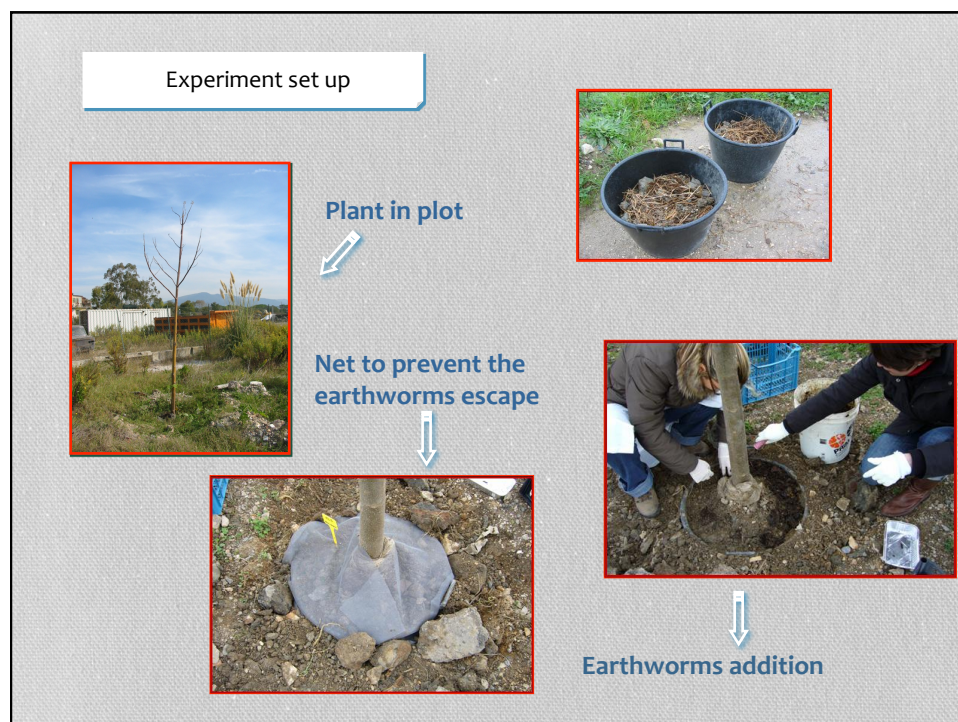 Experiment set up
Plant in plot
Net to prevent the
earthworms escape
Earthworms addition